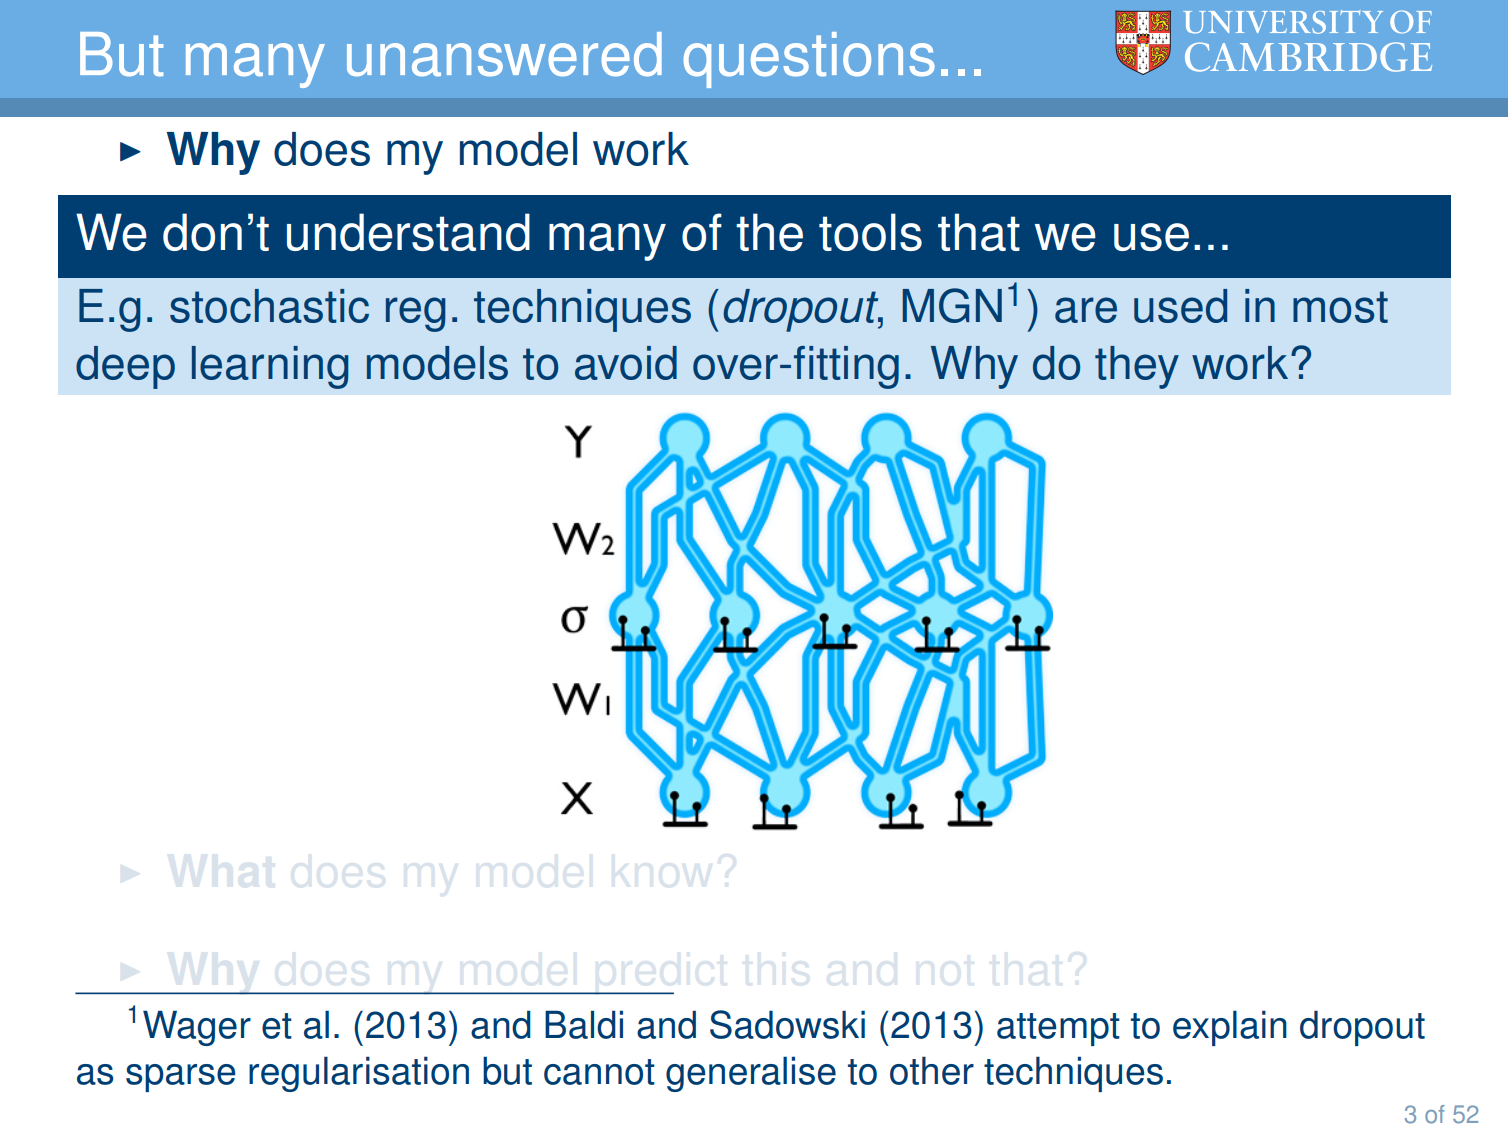 But many unanswered questions...
UNIVERSITY OF
CAMBRIDGE
► Why does my model work
We don't understand many of the tools that we use...
E.g. stochastic reg. techniques (dropout, MGN¹) are used in most
deep learning models to avoid over-fitting. Why do they work?
Y
W₂
σ
W₁
X
► What does my model know?
► Why does my model predict this and not that?
¹Wager et al. (2013) and Baldi and Sadowski (2013) attempt to explain dropout
as sparse regularisation but cannot generalise to other techniques.
3 of 52